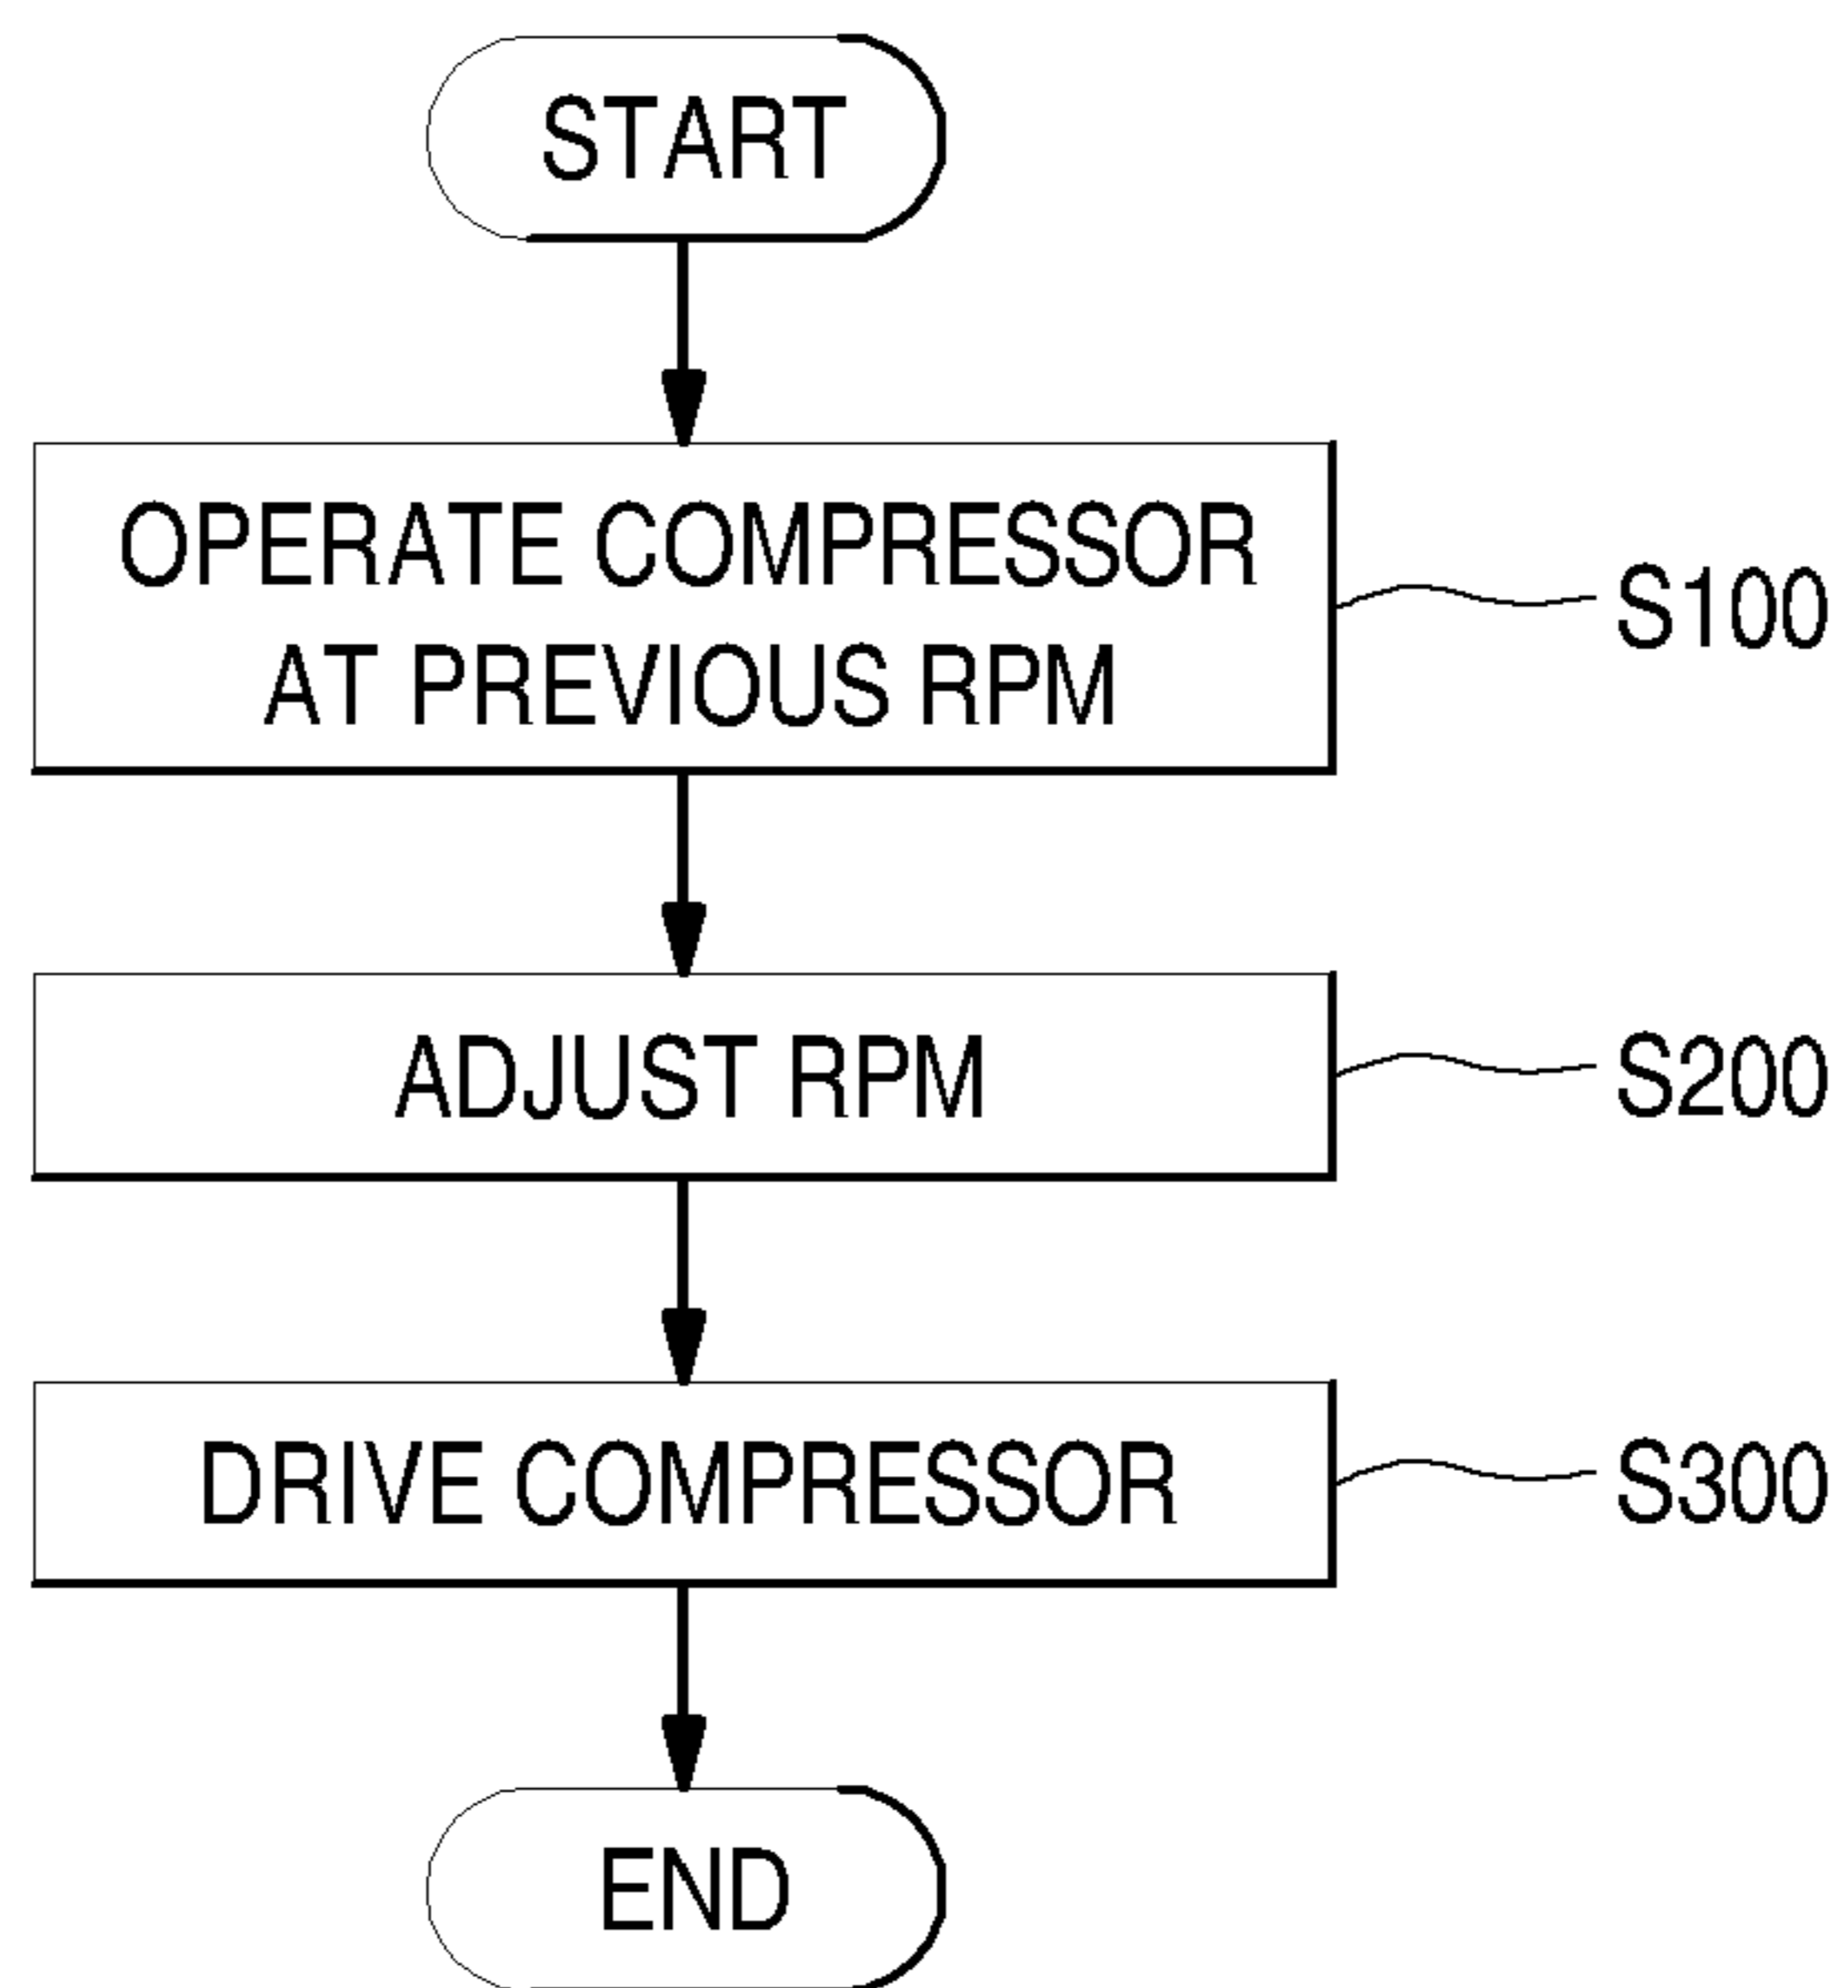 START
OPERATE COMPRESSOR
AT PREVIOUS RPM
S100
ADJUST RPM
S200
DRIVE COMPRESSOR
S300
END